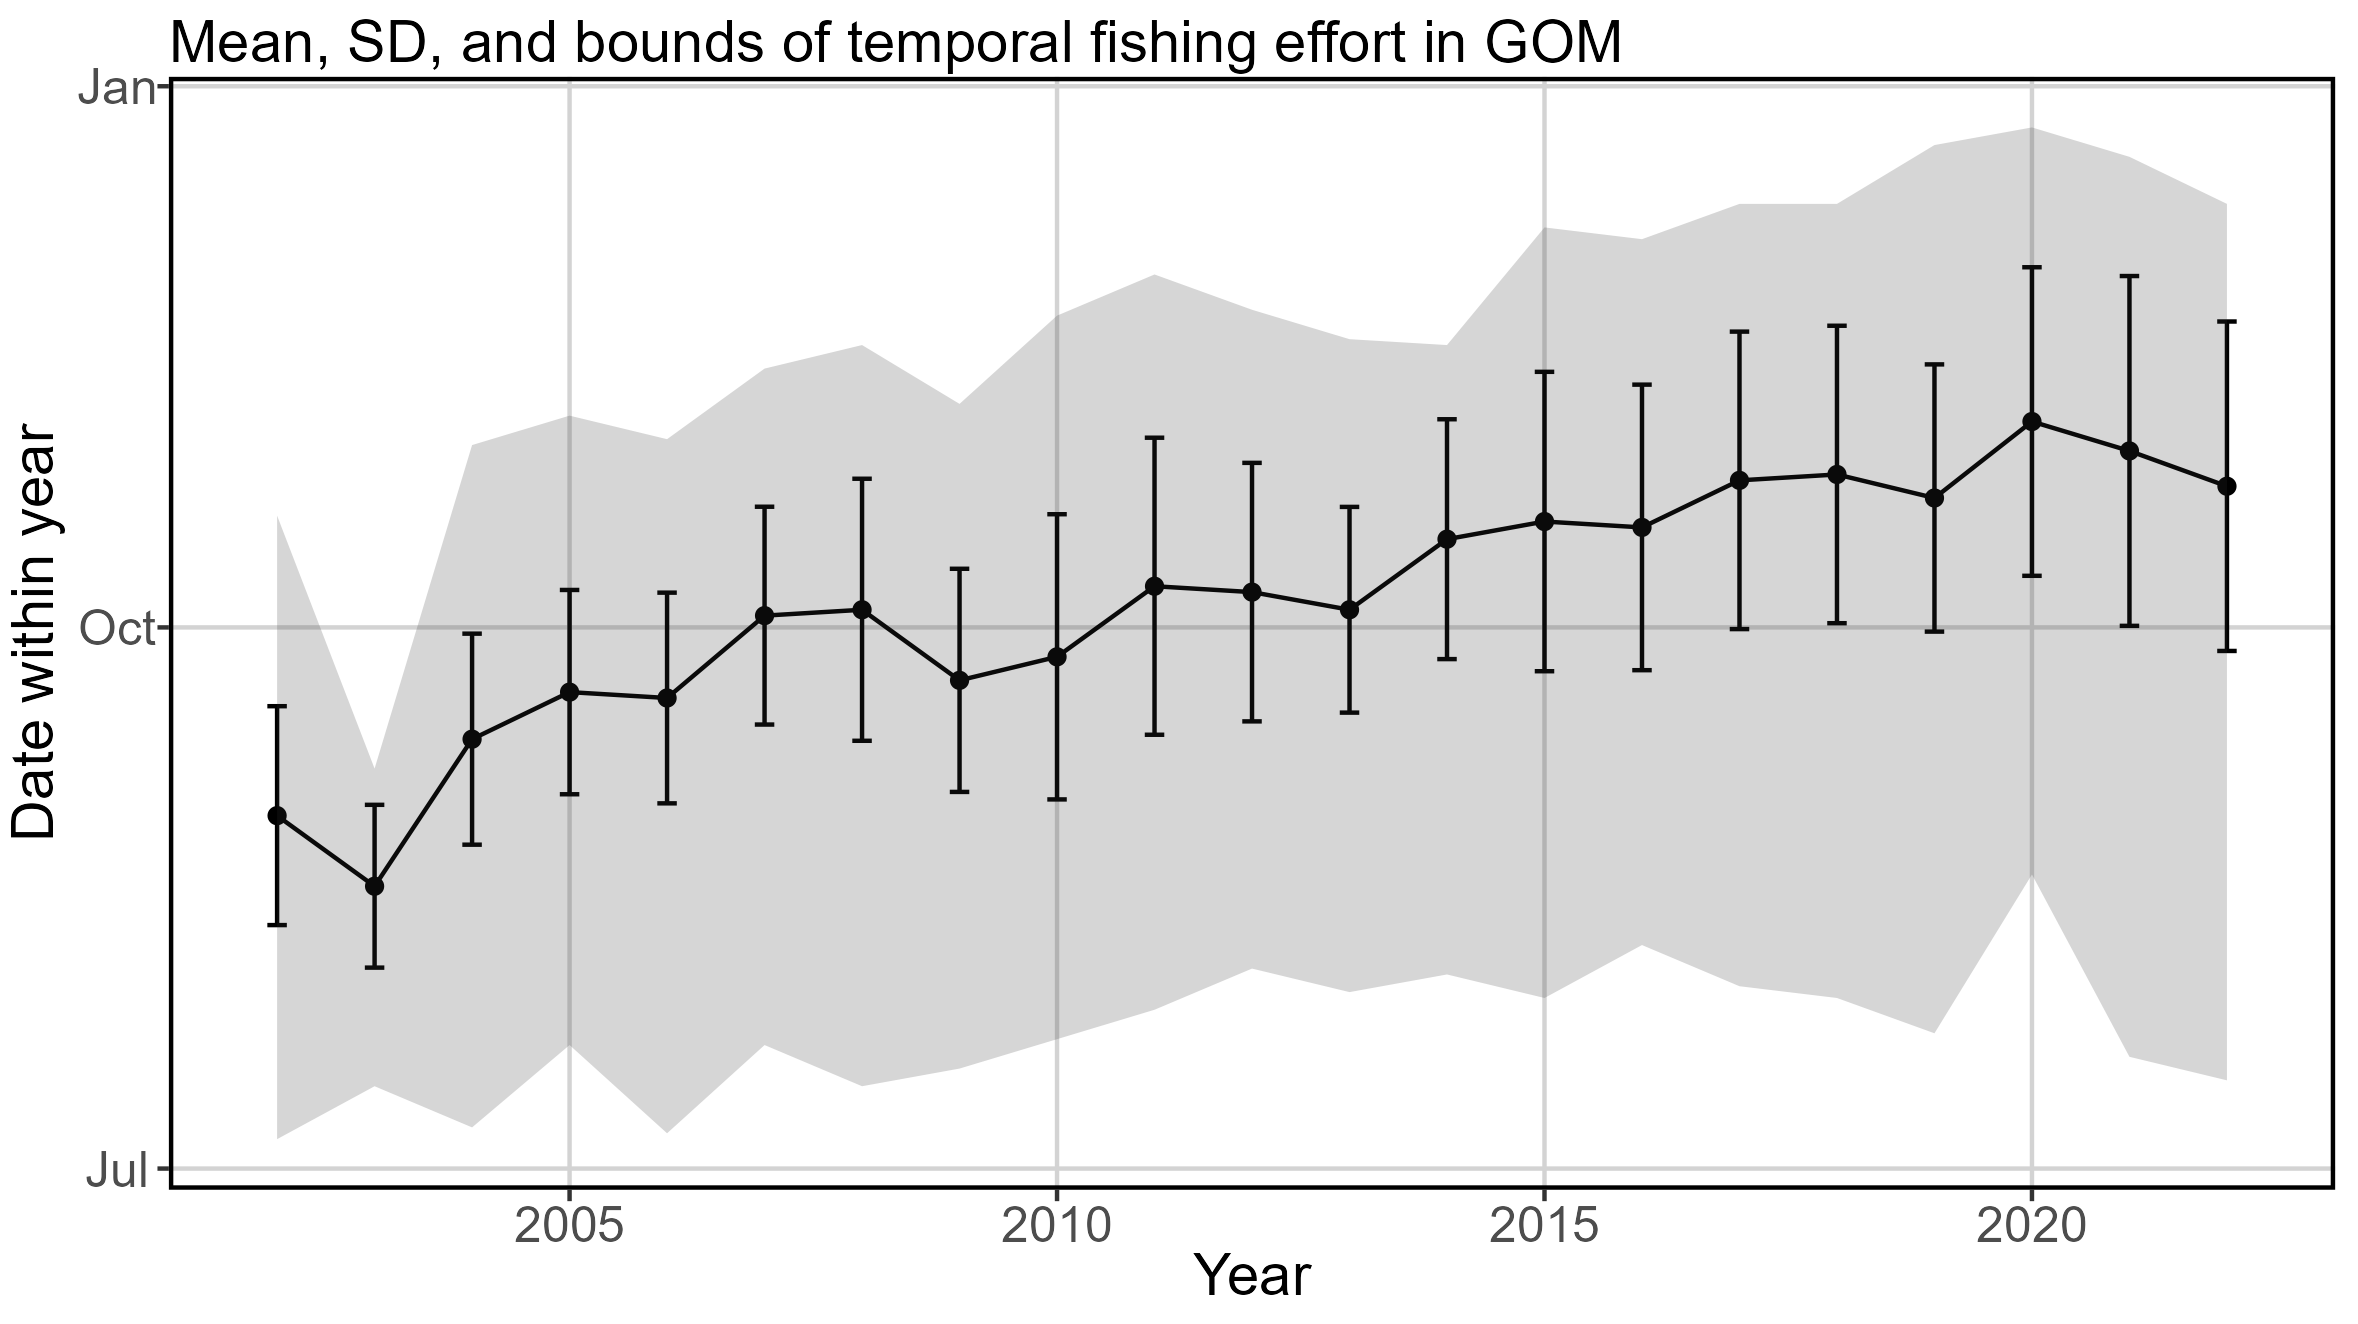 Mean, SD, and bounds of temporal fishing effort in GOM
Jan
Oct
Jul
Date within year
2005
2010
2015
2020
Year